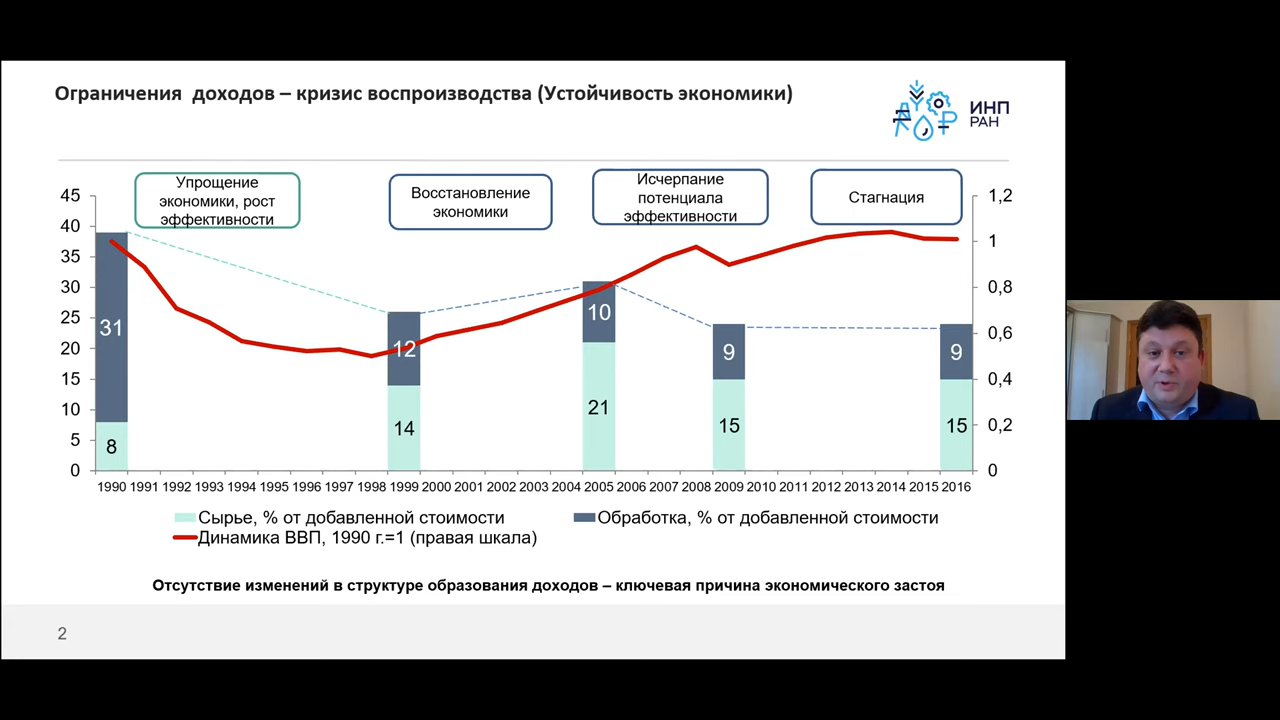 Ограничения доходов – кризис воспроизводства (Устойчивость экономики)
ИНП
РАН
Упрощение
экономики, рост
эффективности
Восстановление
экономики
Исчерпание
потенциала
эффективности
Стагнация
45
40
35
30
25
20
15
10
5
0
1,2
1
0,8
0,6
0,4
0,2
0
31
8
12
14
10
21
9
15
9
15
1990 1991 1992 1993 1994 1995 1996 1997 1998 1999 2000 2001 2002 2003 2004 2005 2006 2007 2008 2009 2010 2011 2012 2013 2014 2015 2016
Сырье, % от добавленной стоимости
Обработка, % от добавленной стоимости
Динамика ВВП, 1990 г.=1 (правая шкала)
Отсутствие изменений в структуре образования доходов – ключевая причина экономического застоя
2